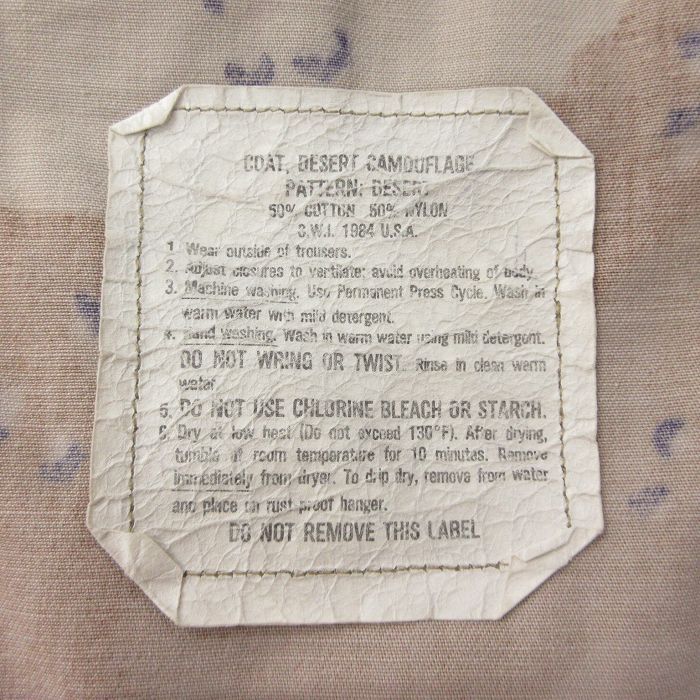 COAT, DESERT CAMOUFLAGE
PATTERN: DESERT
50% COTTON 50% NYLON
C.W.I. 1984 U.S.A.
1. Wear outside of trousers.
2. Adjust closures to ventilate; avoid overheating of body.
3. Machine washing. Use Permanent Press Cycle. Wash in
warm water with mild detergent.
4. Hand washing. Wash in warm water using mild detergent.
DO NOT WRING OR TWIST. Rinse in clean warm
water
5. DO NOT USE CHLORINE BLEACH OR STARCH.
6. Dry at low heat (Do not exceed 130°F). After drying,
tumble at room temperature for 10 minutes. Remove
immediately from dryer. To drip dry, remove from water
and place on rust proof hanger.
DO NOT REMOVE THIS LABEL